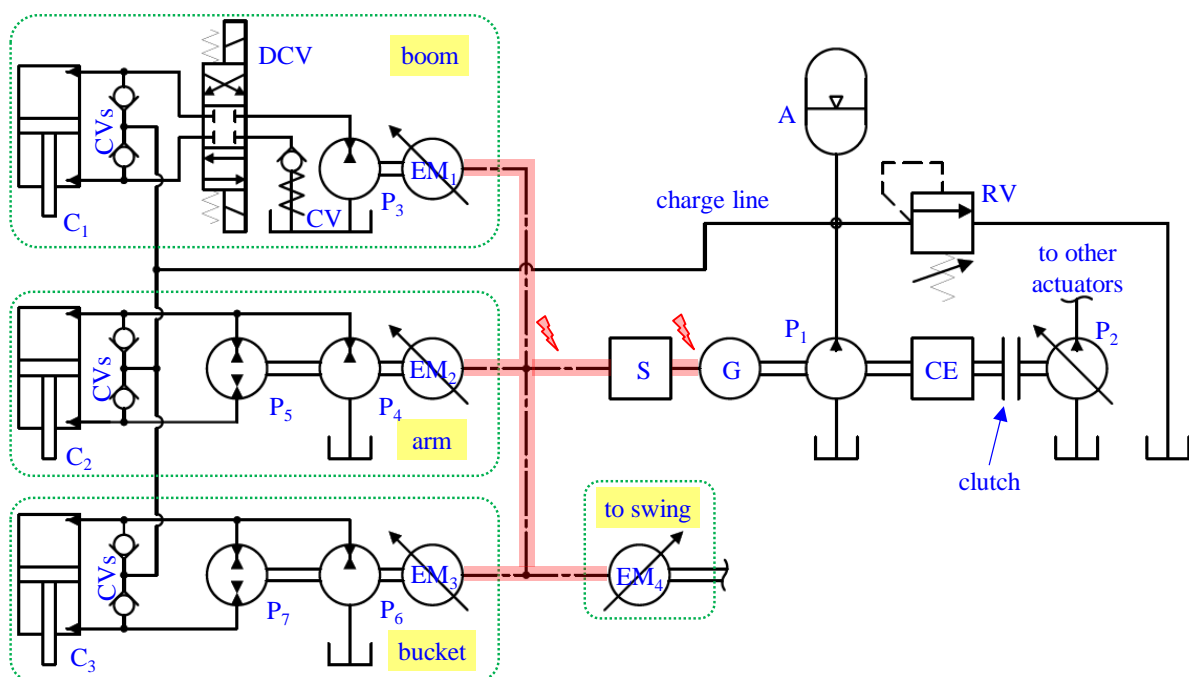 DCV
boom
CVs
EM₁
P₃
CV
C₁
A
RV
charge line
to other
actuators
CVs
EM₂
P₅
P₄
C₂
arm
S
G
P₁
CE
P₂
clutch
to swing
CVs
EM₃
EM₄
P₇
P₆
C₃
bucket